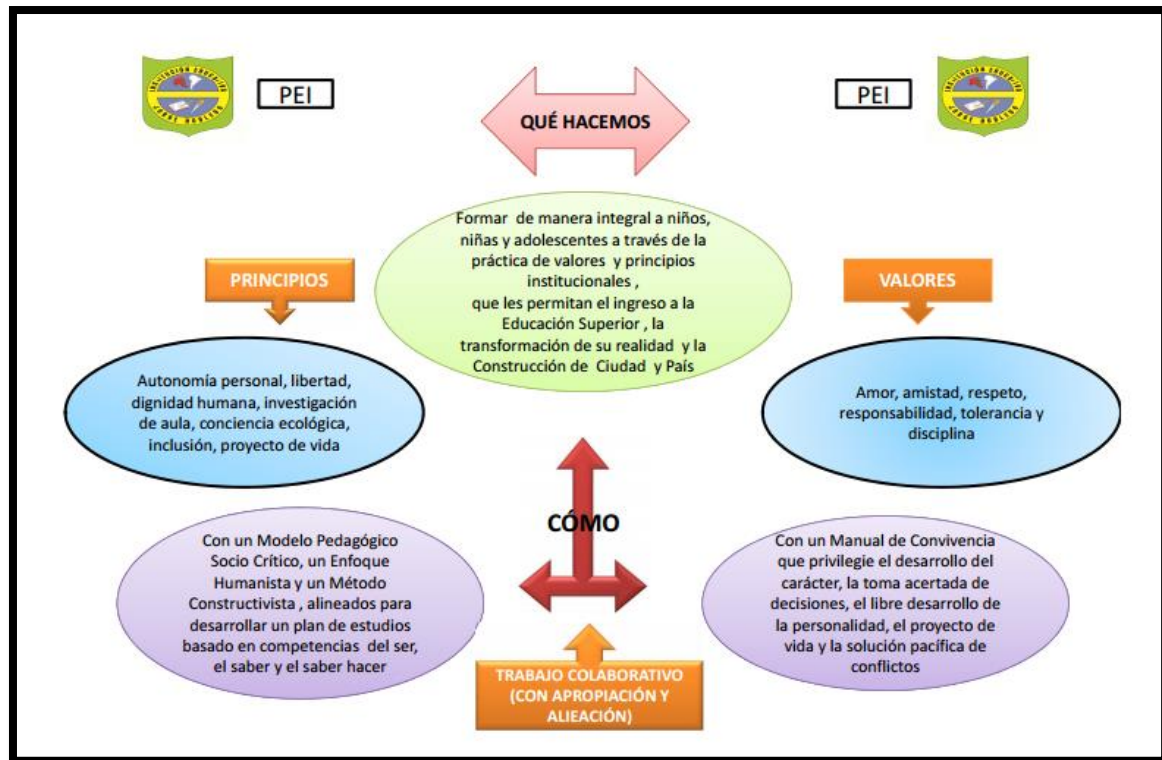 PEI
QUÉ HACEMOS
PEI
Formar de manera integral a niños,
niñas y adolescentes a través de la
práctica de valores y principios
institucionales ,
que les permitan el ingreso a la
Educación Superior , la
transformación de su realidad y la
Construcción de Ciudad y País
PRINCIPIOS
Autonomía personal, libertad,
dignidad humana, investigación
de aula, conciencia ecológica,
inclusión, proyecto de vida
VALORES
Amor, amistad, respeto,
responsabilidad, tolerancia y
disciplina
CÓMO
Con un Modelo Pedagógico
Socio Crítico, un Enfoque
Humanista y un Método
Constructivista , alineados para
desarrollar un plan de estudios
basado en competencias del ser,
el saber y el saber hacer
Con un Manual de Convivencia
que privilegie el desarrollo del
carácter, la toma acertada de
decisiones, el libre desarrollo de
la personalidad, el proyecto de
vida y la solución pacífica de
conflictos
TRABAJO COLABORATIVO
(CON APROPIACIÓN Y
ALIEACIÓN)